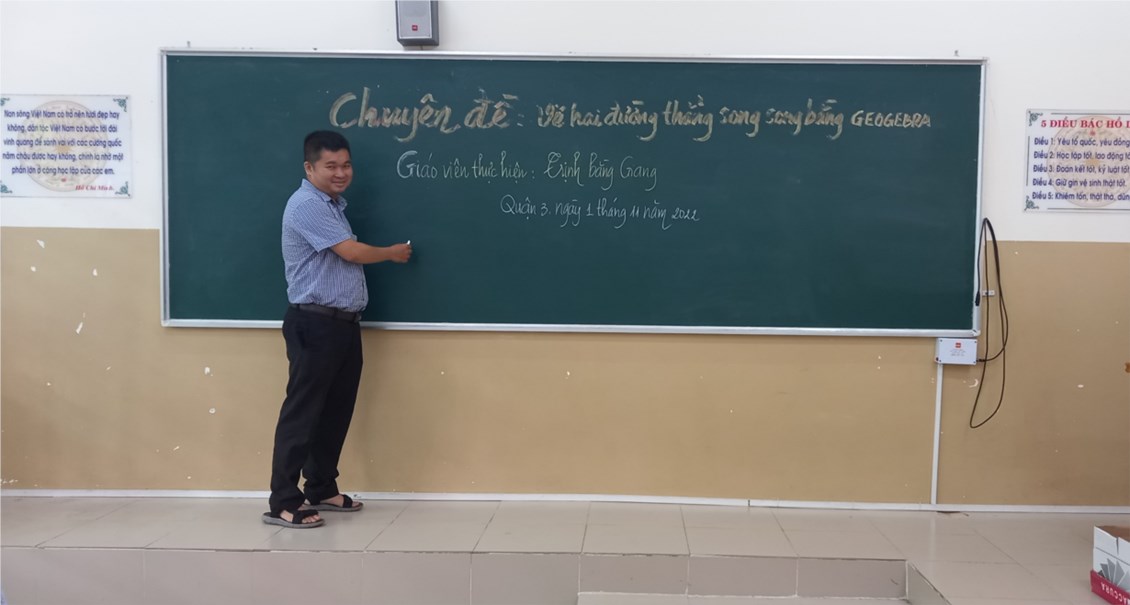 Chuyên đề: Vẽ hai đường thẳng song song bằng GEOGEBRA
Giáo viên thực hiện: Trịnh Băng Giang
Quận 3, ngày 1 tháng 11 năm 2022
Non sông Việt Nam có trở nên tươi đẹp hay
không, dân tộc Việt Nam có bước tới đài
vinh quang để sánh vai với các cường quốc
năm châu được hay không, chính là nhờ một
phần lớn ở công học tập của các em.
Hồ Chí Minh.
5 ĐIỀU BÁC HỒ D
Điều 1: Yêu tổ quốc, yêu đồng
Điều 2: Học tập tốt, lao động tố
Điều 3: Đoàn kết tốt, kỷ luật tốt
Điều 4: Giữ gìn vệ sinh thật tốt.
Điều 5: Khiêm tốn, thật thà, dũn